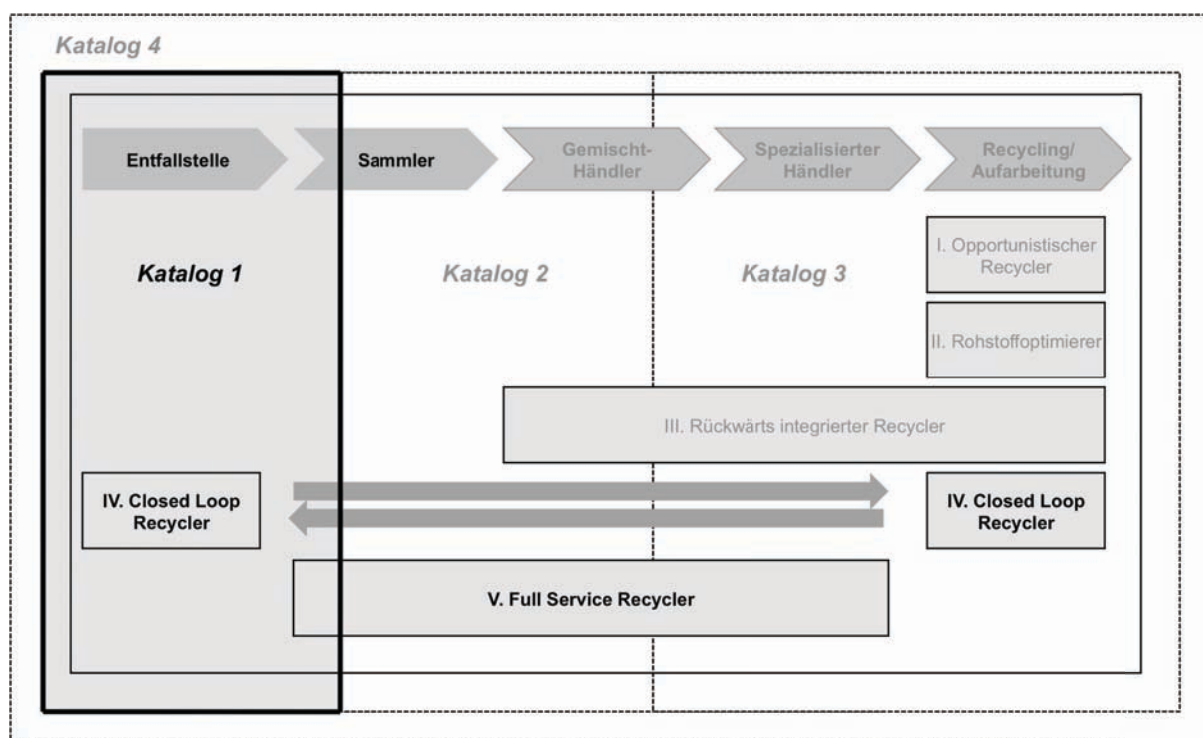 Katalog 4
Entfallstelle
Sammler
Gemischt-
Händler
Spezialisierter
Händler
Recycling/
Aufarbeitung
Katalog 1
Katalog 2
Katalog 3
I. Opportunistischer
Recycler
II. Rohstoffoptimierer
III. Rückwärts integrierter Recycler
IV. Closed Loop
Recycler
IV. Closed Loop
Recycler
V. Full Service Recycler